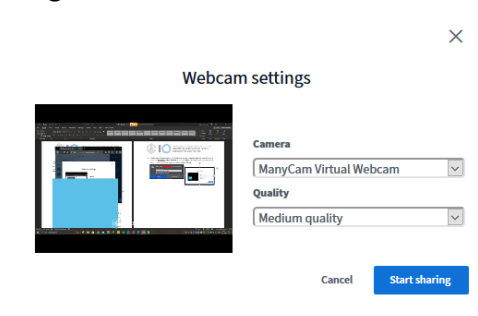 Webcam settings
Camera
ManyCam Virtual Webcam
Quality
Medium quality
Cancel
Start sharing